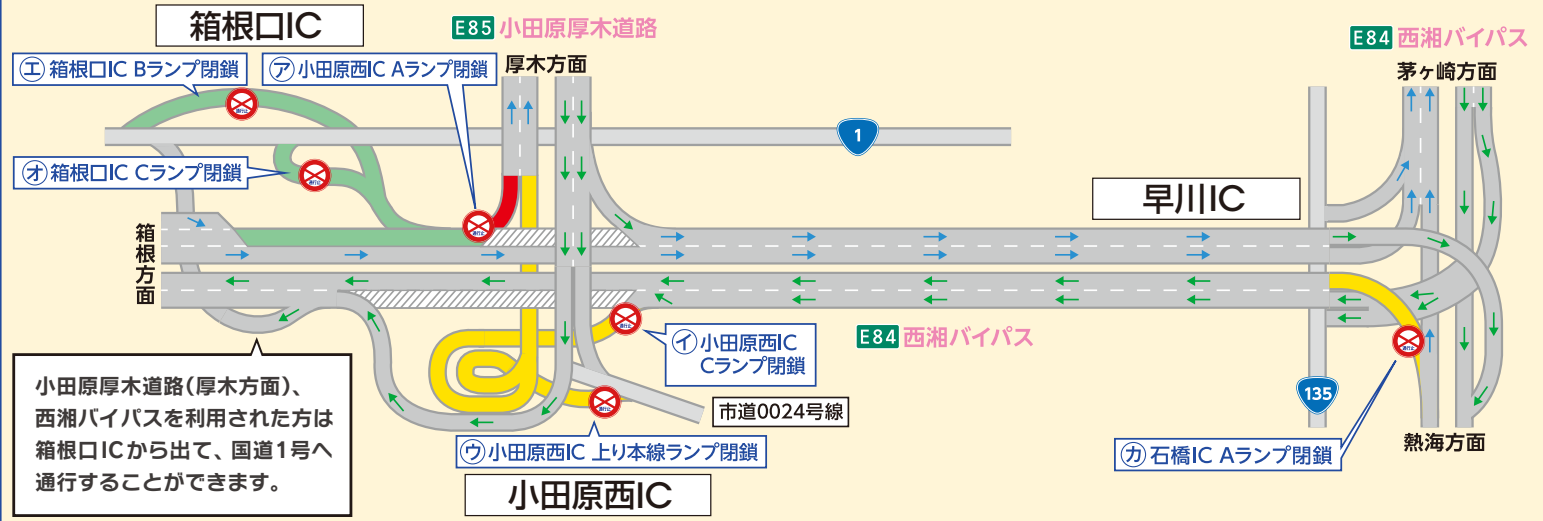 箱根口IC
E85 小田原厚木道路
厚木方面
㋓箱根口IC Bランプ閉鎖
㋐小田原西IC Aランプ閉鎖
㋔箱根口IC Cランプ閉鎖
1
E84 西湘バイパス
茅ヶ崎方面
早川IC
箱根方面
㋑小田原西IC
Cランプ閉鎖
E84 西湘バイパス
135
市道0024号線
㋒小田原西IC 上り本線ランプ閉鎖
小田原西IC
㋕石橋IC Aランプ閉鎖
熱海方面
小田原厚木道路(厚木方面)、
西湘バイパスを利用された方は
箱根口ICから出て、国道1号へ
通行することができます。